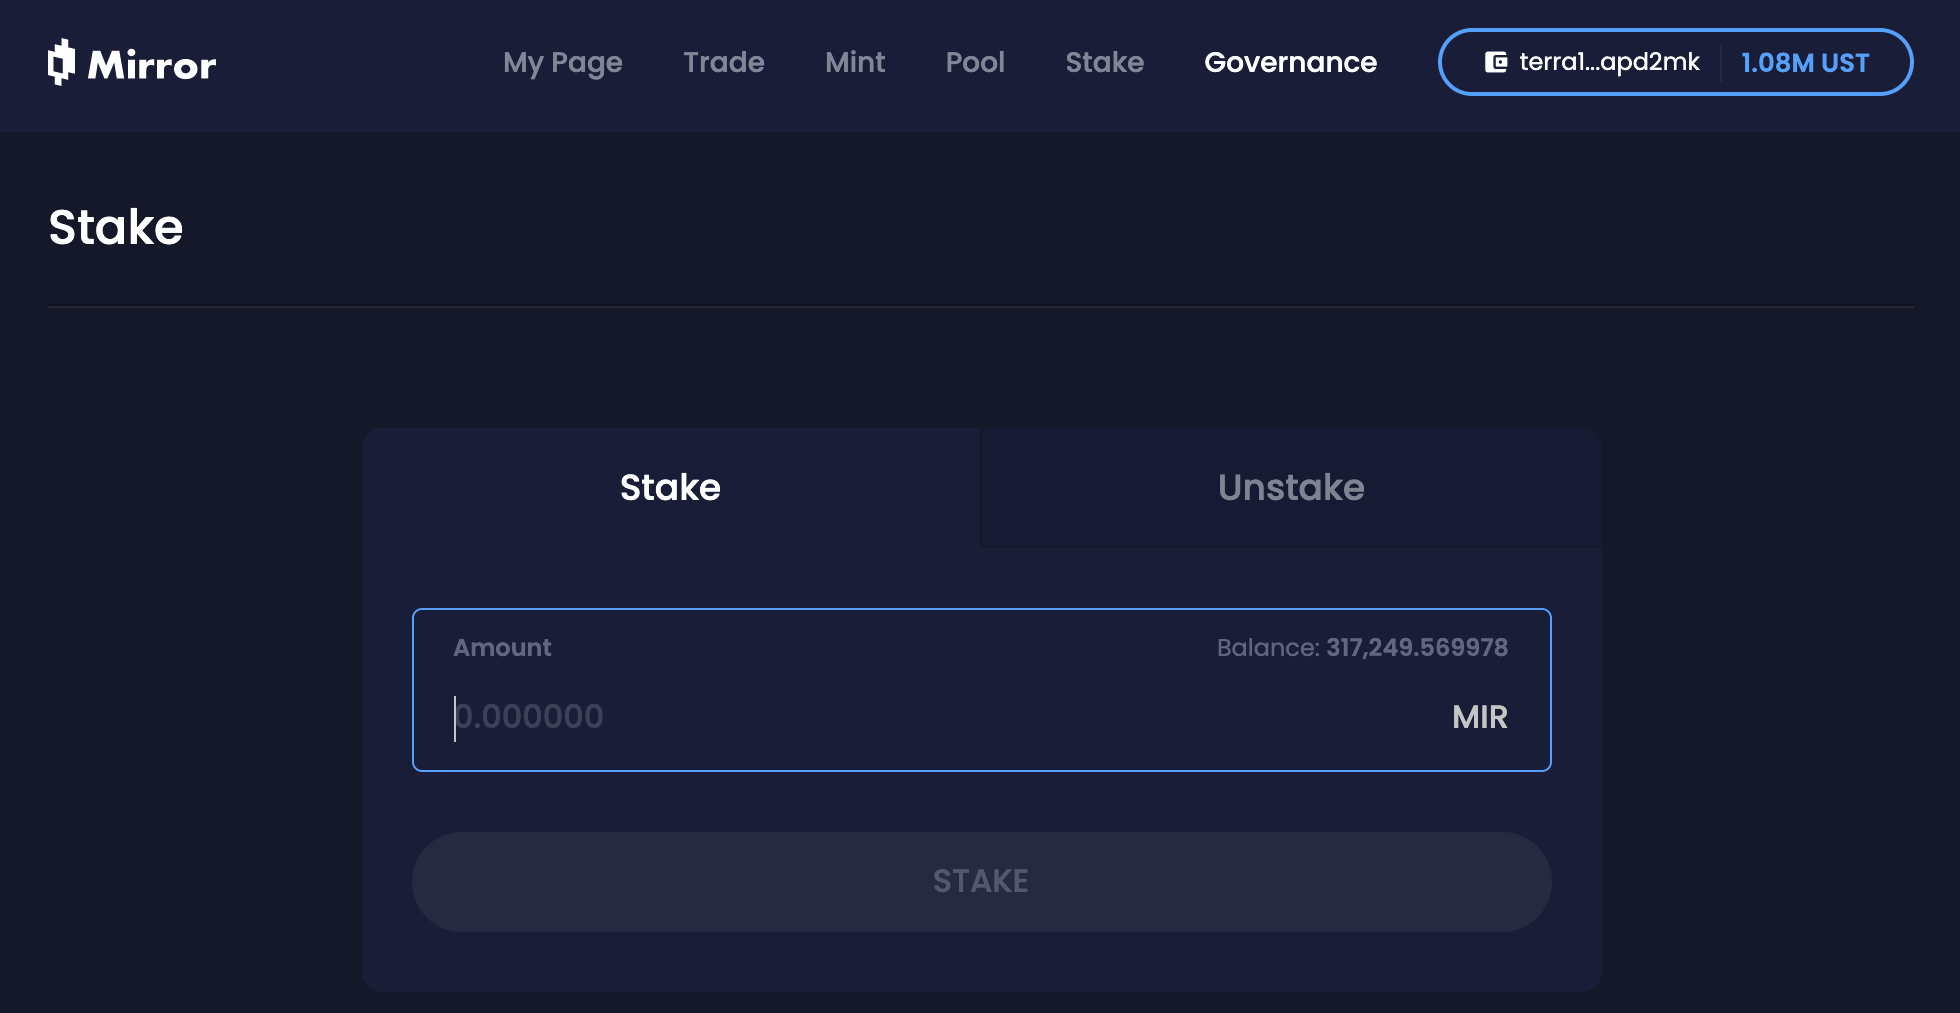 Mirror
My Page Trade Mint Pool Stake Governance terra1...apd2mk 1.08M UST
Stake
Stake Unstake
Amount Balance: 317,249.569978
0.000000 MIR
STAKE